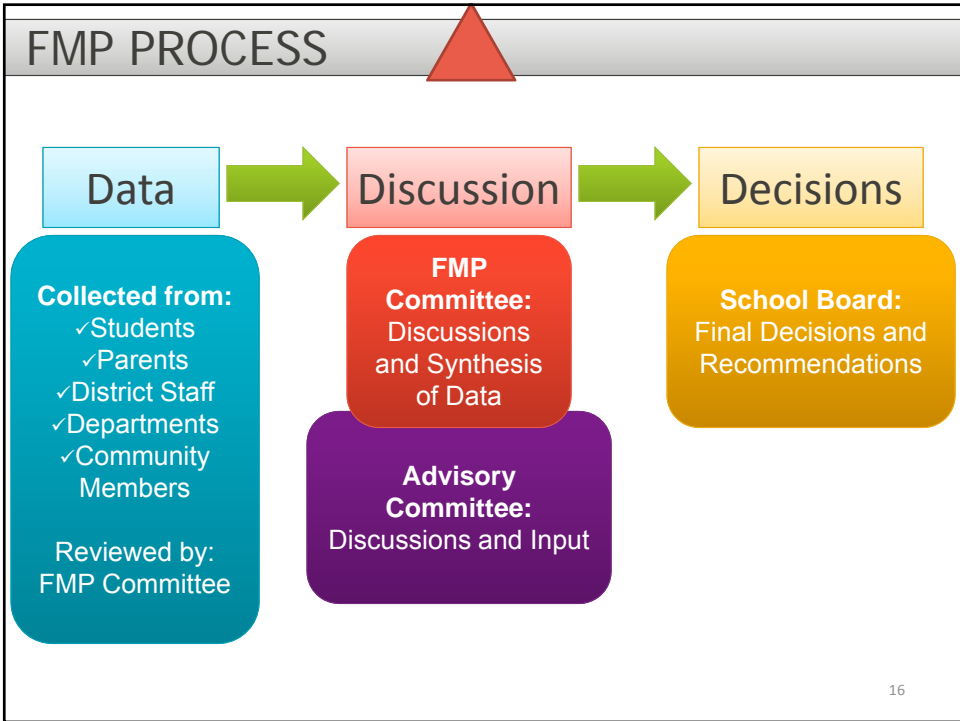 FMP PROCESS
Data
Discussion
Decisions
Collected from:
✓Students
✓Parents
✓District Staff
✓Departments
✓Community
Members
Reviewed by:
FMP Committee
FMP
Committee:
Discussions
and Synthesis
of Data
Advisory
Committee:
Discussions and Input
School Board:
Final Decisions and
Recommendations
16